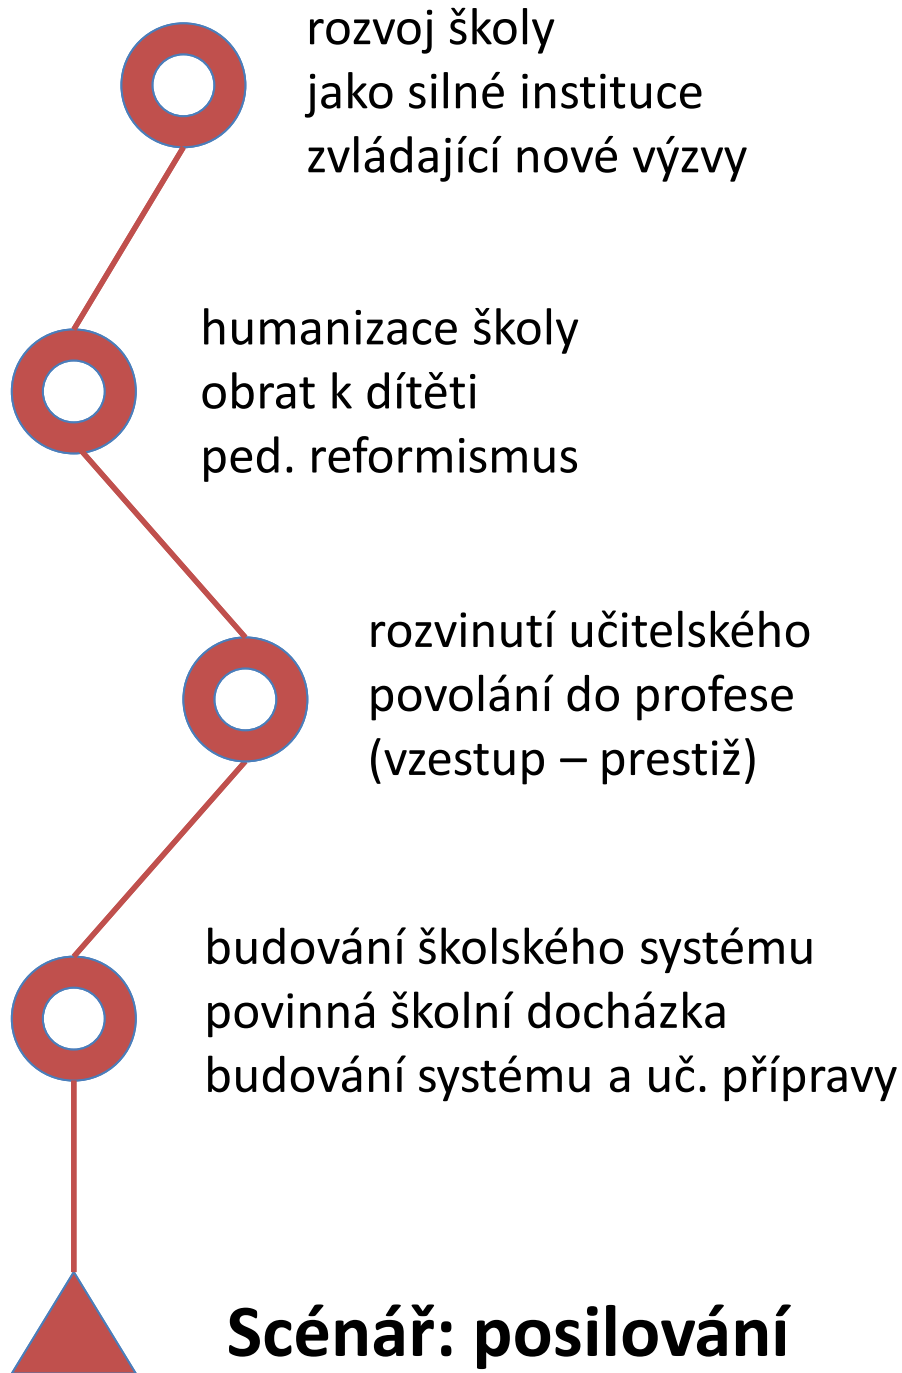 rozvoj školy
jako silné instituce
zvládající nové výzvy
humanizace školy
obrat k dítěti
ped. reformismus
rozvinutí učitelského
povolání do profese
(vzestup – prestiž)
budování školského systému
povinná školní docházka
budování systému a uč. přípravy
Scénář: posilování